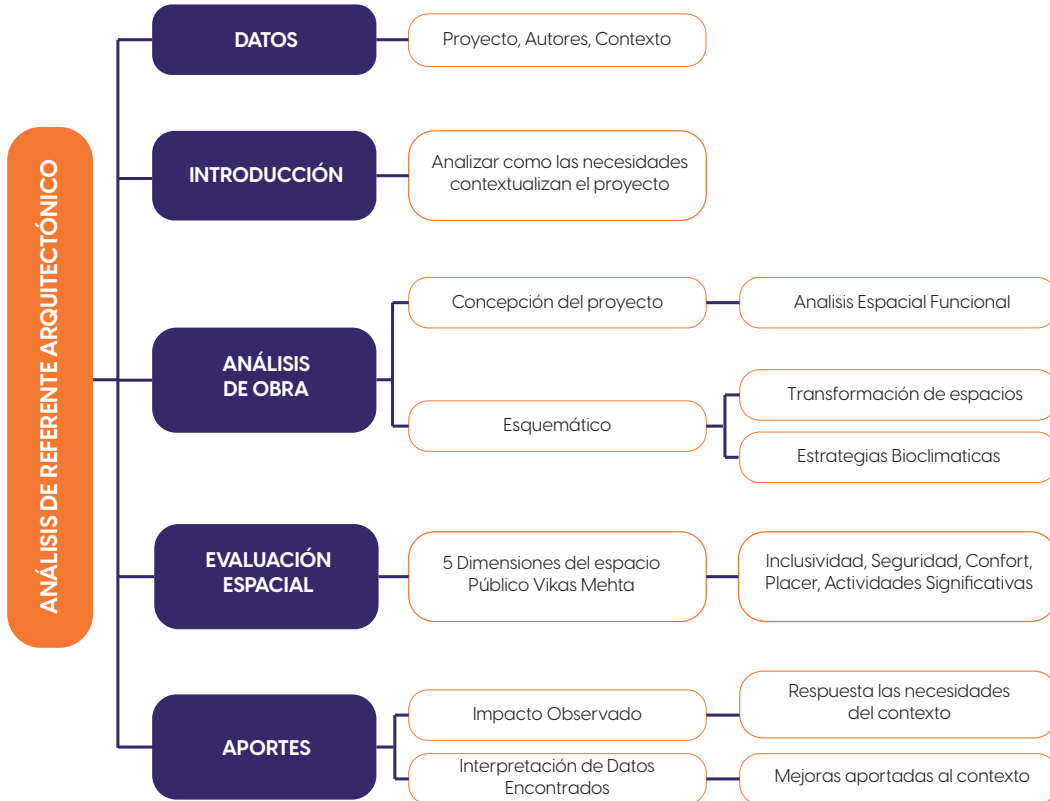 ANÁLISIS DE REFERENTE ARQUITECTÓNICO
DATOS
Proyecto, Autores, Contexto
INTRODUCCIÓN
Analizar como las necesidades
contextualizan el proyecto
ANÁLISIS
DE OBRA
Concepción del proyecto
Analisis Espacial Funcional
Esquemático
Transformación de espacios
Estrategias Bioclimaticas
EVALUACIÓN
ESPACIAL
5 Dimensiones del espacio
Público Vikas Mehta
Inclusividad, Seguridad, Confort,
Placer, Actividades Significativas
APORTES
Impacto Observado
Respuesta las necesidades
del contexto
Interpretación de Datos
Encontrados
Mejoras aportadas al contexto